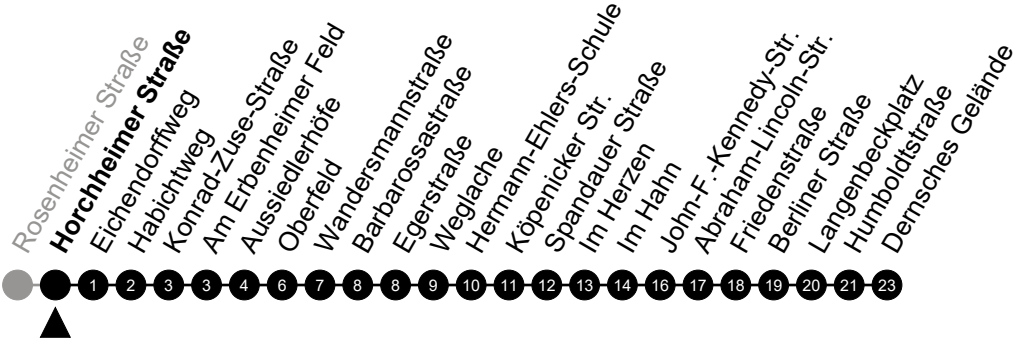 Rosenheimer Straße
Horchheimer Straße
Eichendorffweg
Habichtweg
Konrad-Zuse-Straße
Am Erbenheimer Feld
Aussiedlerhöfe
Oberfeld
Wandersmannstraße
Barbarossastraße
Egerstraße
Weglache
Hermann-Ehlers-Schule
Köpenicker Str.
Spandauer Straße
Im Herzen
Im Hahn
John-F.-Kennedy-Str.
Abraham-Lincoln-Str.
Friedenstraße
Berliner Straße
Langenbeckplatz
Humboldtstraße
Dernsches Gelände
1 2 3 3 4 6 7 8 8 9 10 11 12 13 14 16 17 18 19 20 21 23